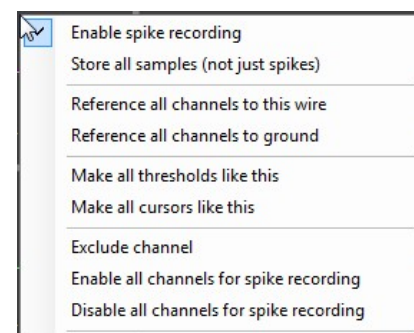 Enable spike recording
Store all samples (not just spikes)
Reference all channels to this wire
Reference all channels to ground
Make all thresholds like this
Make all cursors like this
Exclude channel
Enable all channels for spike recording
Disable all channels for spike recording